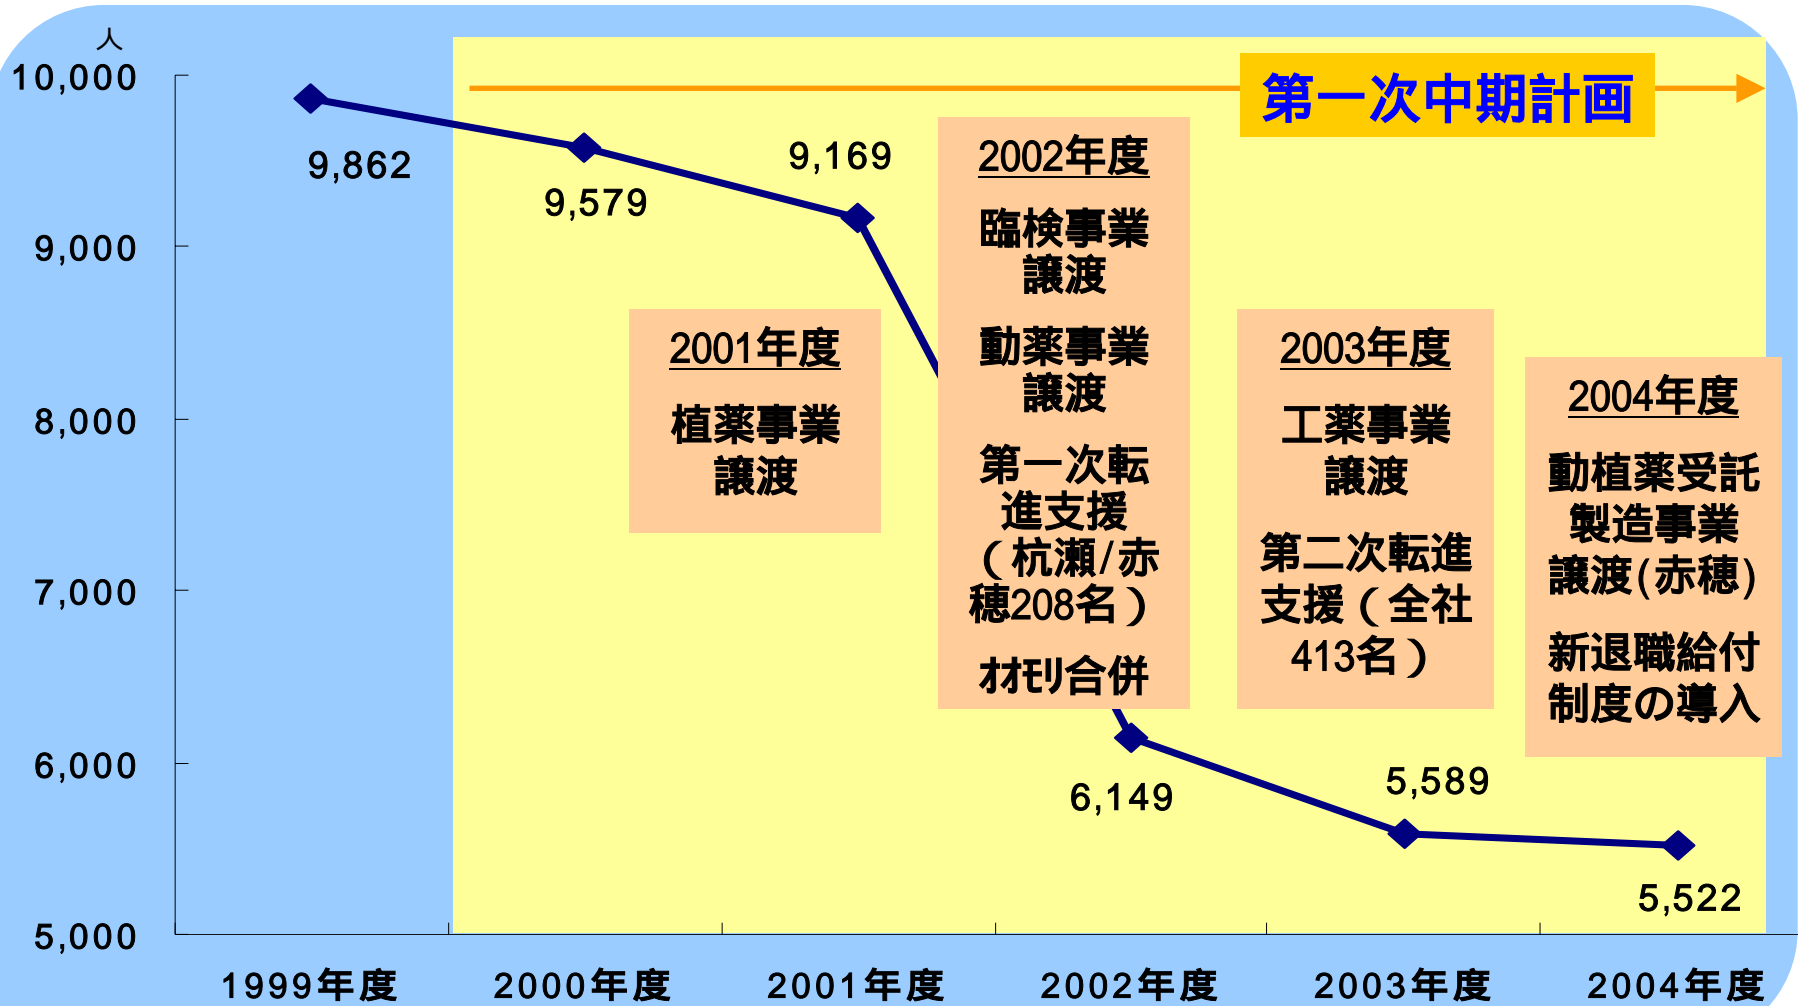 人
10,000
9,000
8,000
7,000
6,000
5,000
第一次中期計画
9,862
9,579
9,169
6,149
5,589
5,522
2001年度
植薬事業
譲渡
2002年度
臨検事業
譲渡
動薬事業
譲渡
第一次転
進支援
（杭瀬/赤
穂208名）
ｵｵﾓﾘ合併
2003年度
工薬事業
譲渡
第二次転進
支援（全社
413名）
2004年度
動植薬受託
製造事業
譲渡(赤穂)
新退職給付
制度の導入
1999年度
2000年度
2001年度
2002年度
2003年度
2004年度